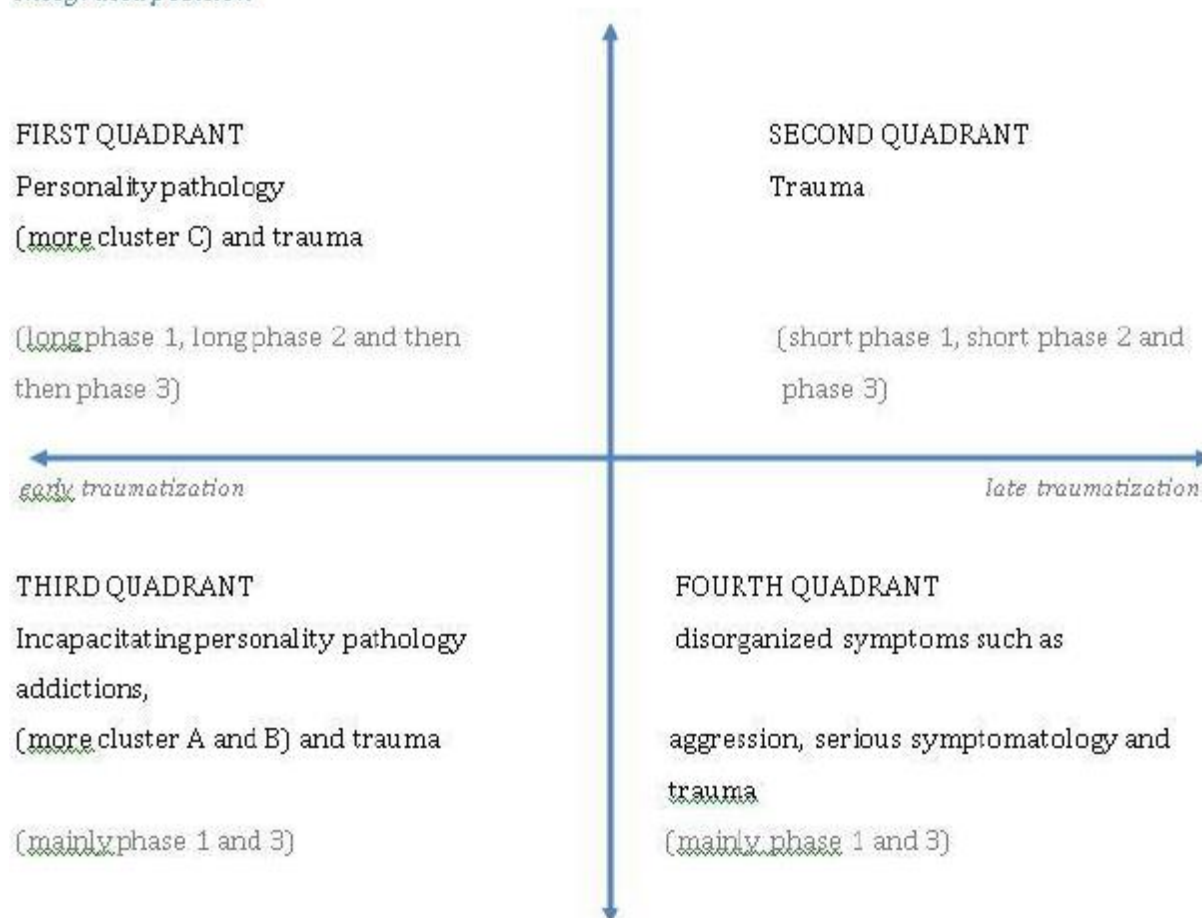 FIRST QUADRANT
Personality pathology
(more cluster C) and trauma
(long phase 1, long phase 2 and then
then phase 3)
SECOND QUADRANT
Trauma
(short phase 1, short phase 2 and
phase 3)
early traumatization
late traumatization
THIRD QUADRANT
Incapacitating personality pathology
addictions,
(more cluster A and B) and trauma
(mainly phase 1 and 3)
FOURTH QUADRANT
disorganized symptoms such as
aggression, serious symptomatology and
trauma
(mainly phase 1 and 3)